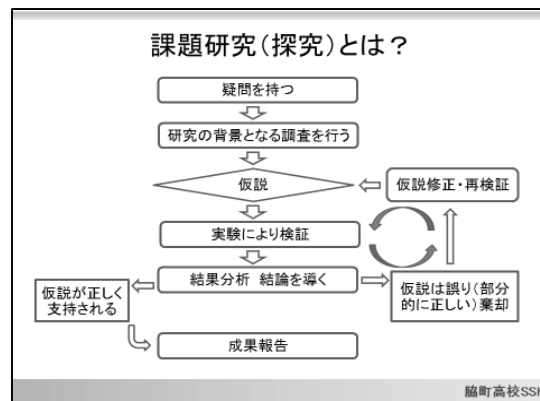 課題研究(探究)とは?
疑問を持つ
研究の背景となる調査を行う
仮説
仮説修正・再検証
実験により検証
結果分析 結論を導く
仮説が正しく
支持される
仮説は誤り(部分
的に正しい)棄却
成果報告
脇町高校SSH